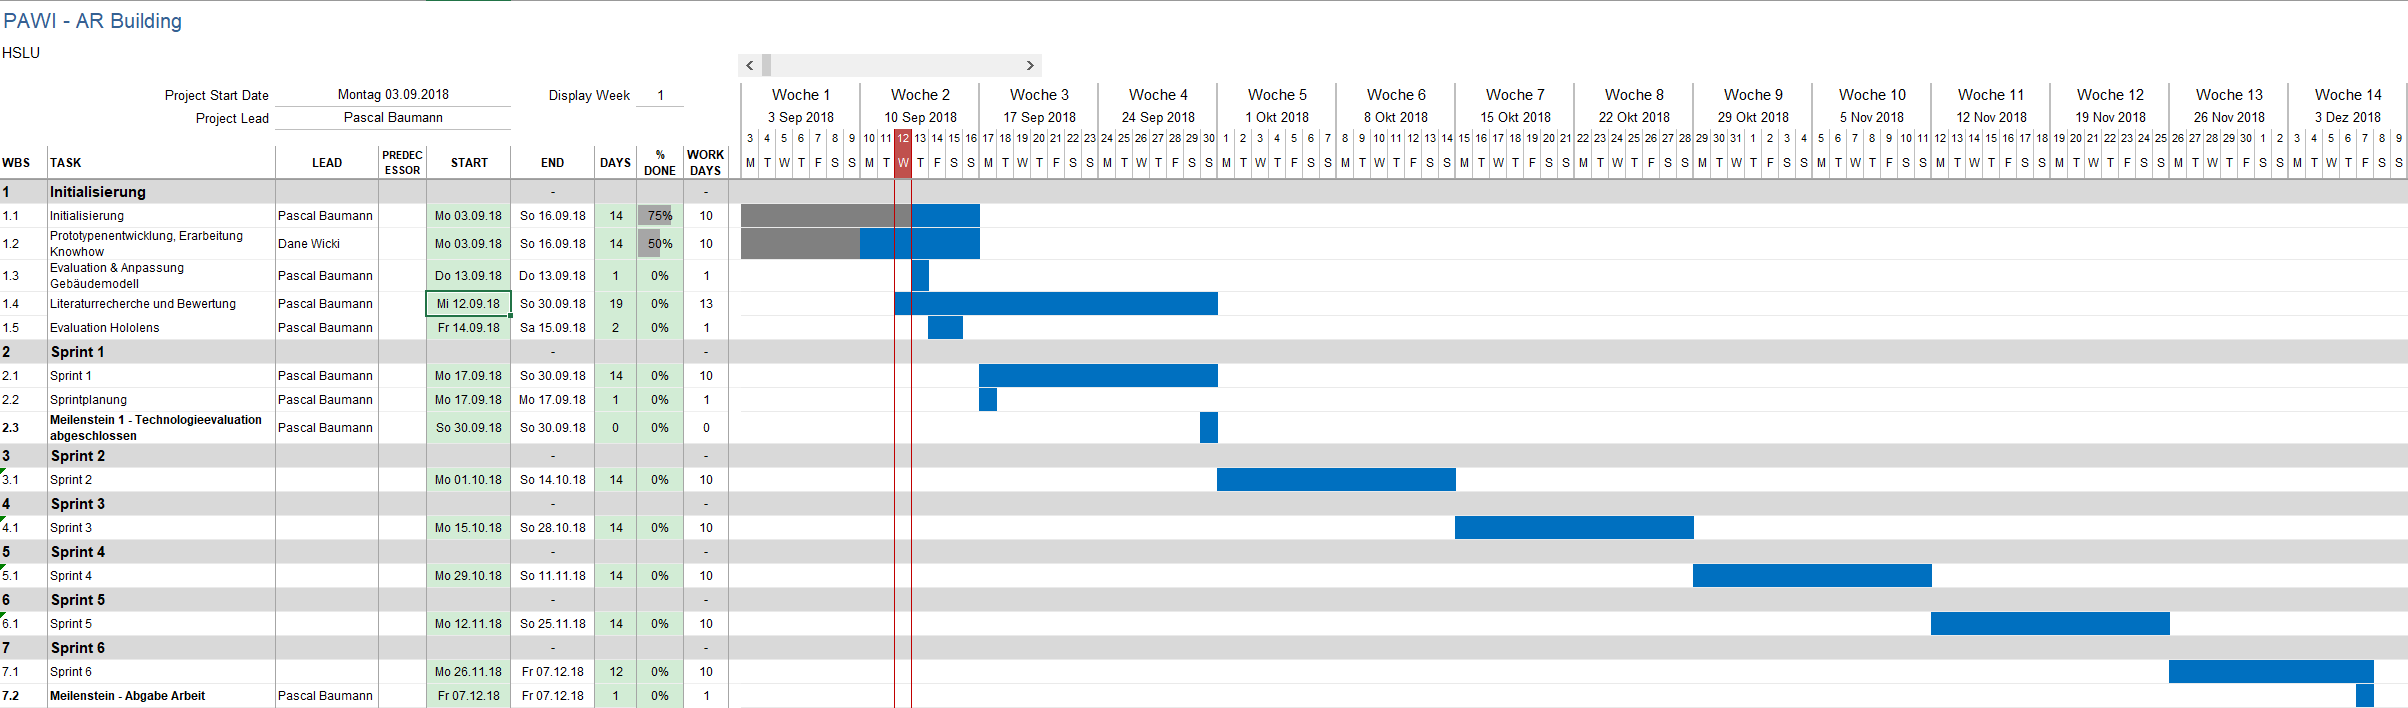 PAWI - AR Building
HSLU
< >
Project Start Date Montag 03.09.2018 Display Week 1 Woche 1 Woche 2 Woche 3 Woche 4 Woche 5 Woche 6 Woche 7 Woche 8 Woche 9 Woche 10 Woche 11 Woche 12 Woche 13 Woche 14
Project Lead Pascal Baumann 3 Sep 2018 10 Sep 2018 17 Sep 2018 24 Sep 2018 1 Okt 2018 8 Okt 2018 15 Okt 2018 22 Okt 2018 29 Okt 2018 5 Nov 2018 12 Nov 2018 19 Nov 2018 26 Nov 2018 3 Dez 2018
3 4 5 6 7 8 9 10 11 12 13 14 15 16 17 18 19 20 21 22 23 24 25 26 27 28 29 30 1 2 3 4 5 6 7 8 9 10 11 12 13 14 15 16 17 18 19 20 21 22 23 24 25 26 27 28 29 30 31 1 2 3 4 5 6 7 8 9 10 11 12 13 14 15 16 17 18 19 20 21 22 23 24 25 26 27 28 29 30 1 2 3 4 5 6 7 8 9
WBS TASK LEAD PREDEC ESSOR START END DAYS % DONE WORK DAYS M T W T F S S M T W T F S S M T W T F S S M T W T F S S M T W T F S S M T W T F S S M T W T F S S M T W T F S S M T W T F S S M T W T F S S M T W T F S S M T W T F S S M T W T F S S M T W T F S S
1 Initialisierung - -
1.1 Initialisierung Pascal Baumann Mo 03.09.18 So 16.09.18 14 75% 10
1.2 Prototypenentwicklung, Erarbeitung Knowhow Dane Wicki Mo 03.09.18 So 16.09.18 14 50% 10
1.3 Evaluation & Anpassung Gebäudemodell Pascal Baumann Do 13.09.18 Do 13.09.18 1 0% 1
1.4 Literaturrecherche und Bewertung Pascal Baumann Mi 12.09.18 So 30.09.18 19 0% 13
1.5 Evaluation Hololens Pascal Baumann Fr 14.09.18 Sa 15.09.18 2 0% 1
2 Sprint 1 - -
2.1 Sprint 1 Pascal Baumann Mo 17.09.18 So 30.09.18 14 0% 10
2.2 Sprintplanung Pascal Baumann Mo 17.09.18 Mo 17.09.18 1 0% 1
2.3 Meilenstein 1 - Technologieevaluation abgeschlossen Pascal Baumann So 30.09.18 So 30.09.18 0 0% 0
3 Sprint 2 - -
3.1 Sprint 2 Mo 01.10.18 So 14.10.18 14 0% 10
4 Sprint 3 - -
4.1 Sprint 3 Mo 15.10.18 So 28.10.18 14 0% 10
5 Sprint 4 - -
5.1 Sprint 4 Mo 29.10.18 So 11.11.18 14 0% 10
6 Sprint 5 - -
6.1 Sprint 5 Mo 12.11.18 So 25.11.18 14 0% 10
7 Sprint 6 - -
7.1 Sprint 6 Mo 26.11.18 Fr 07.12.18 12 0% 10
7.2 Meilenstein - Abgabe Arbeit Pascal Baumann Fr 07.12.18 Fr 07.12.18 1 0% 1